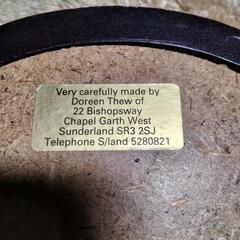 Very carefully made by
Doreen Thew of
22 Bishopsway
Chapel Garth West
Sunderland SR3 2SJ
Telephone S/land 5280821